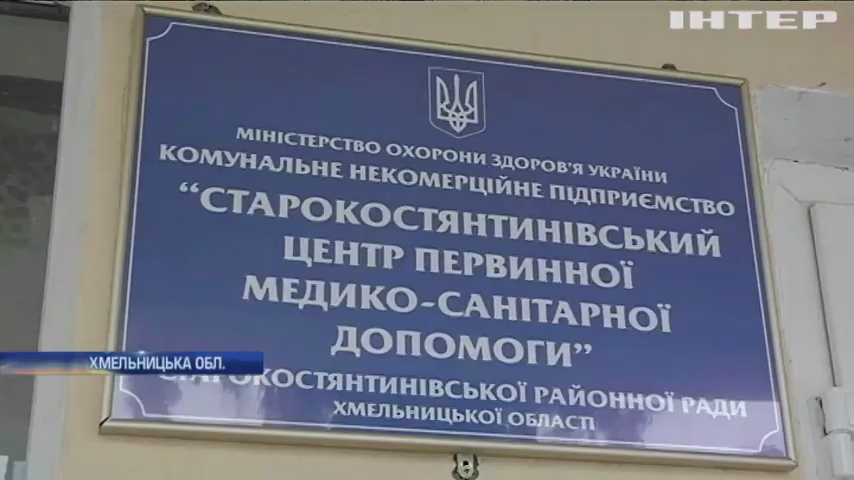 ІНТЕР
МІНІСТЕРСТВО ОХОРОНИ ЗДОРОВ'Я УКРАЇНИ
КОМУНАЛЬНЕ НЕКОМЕРЦІЙНЕ ПІДПРИЄМСТВО
“СТАРОКОСТЯНТИНІВСЬКИЙ
ЦЕНТР ПЕРВИННОЇ
МЕДИКО-САНІТАРНОЇ
ДОПОМОГИ”
СТАРОКОСТЯНТИНІВСЬКОЇ РАЙОННОЇ РАДИ
ХМЕЛЬНИЦЬКОЇ ОБЛАСТІ
ХМЕЛЬНИЦЬКА ОБЛ.